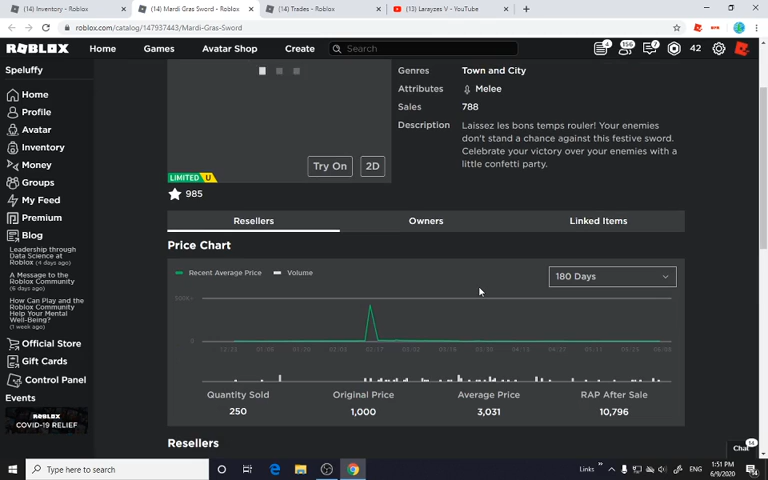 (14) Inventory - Roblox
(14) Mardi Gras Sword - Roblox
(14) Trades - Roblox
(13) Larayzes V - YouTube
roblox.com/catalog/147937443/Mardi-Gras-Sword
ROBLOX Home Games Avatar Shop Create Search 4 156 7 42
Speluffy
Home
Profile
Avatar
Inventory
Money
Groups
My Feed
Premium
Blog
Leadership through
Data Science at
Roblox (4 days ago)
A Message to the
Roblox Community
(6 days ago)
How Can Play and the
Roblox Community
Help Your Mental
Well-Being?
(1 week ago)
Official Store
Gift Cards
Control Panel
Events
ROBLOX
COVID-19 RELIEF
Genres Town and City
Attributes Melee
Sales 788
Description Laissez les bons temps rouler! Your enemies
don't stand a chance against this festive sword.
Celebrate your victory over your enemies with a
little confetti party.
Try On 2D
LIMITED U
985
Resellers Owners Linked Items
Price Chart
Recent Average Price Volume
180 Days
500K+
0
Quantity Sold Original Price Average Price RAP After Sale
250 1,000 3,031 10,796
Resellers
Chat 14
Type here to search
Links
1:51 PM
6/9/2020